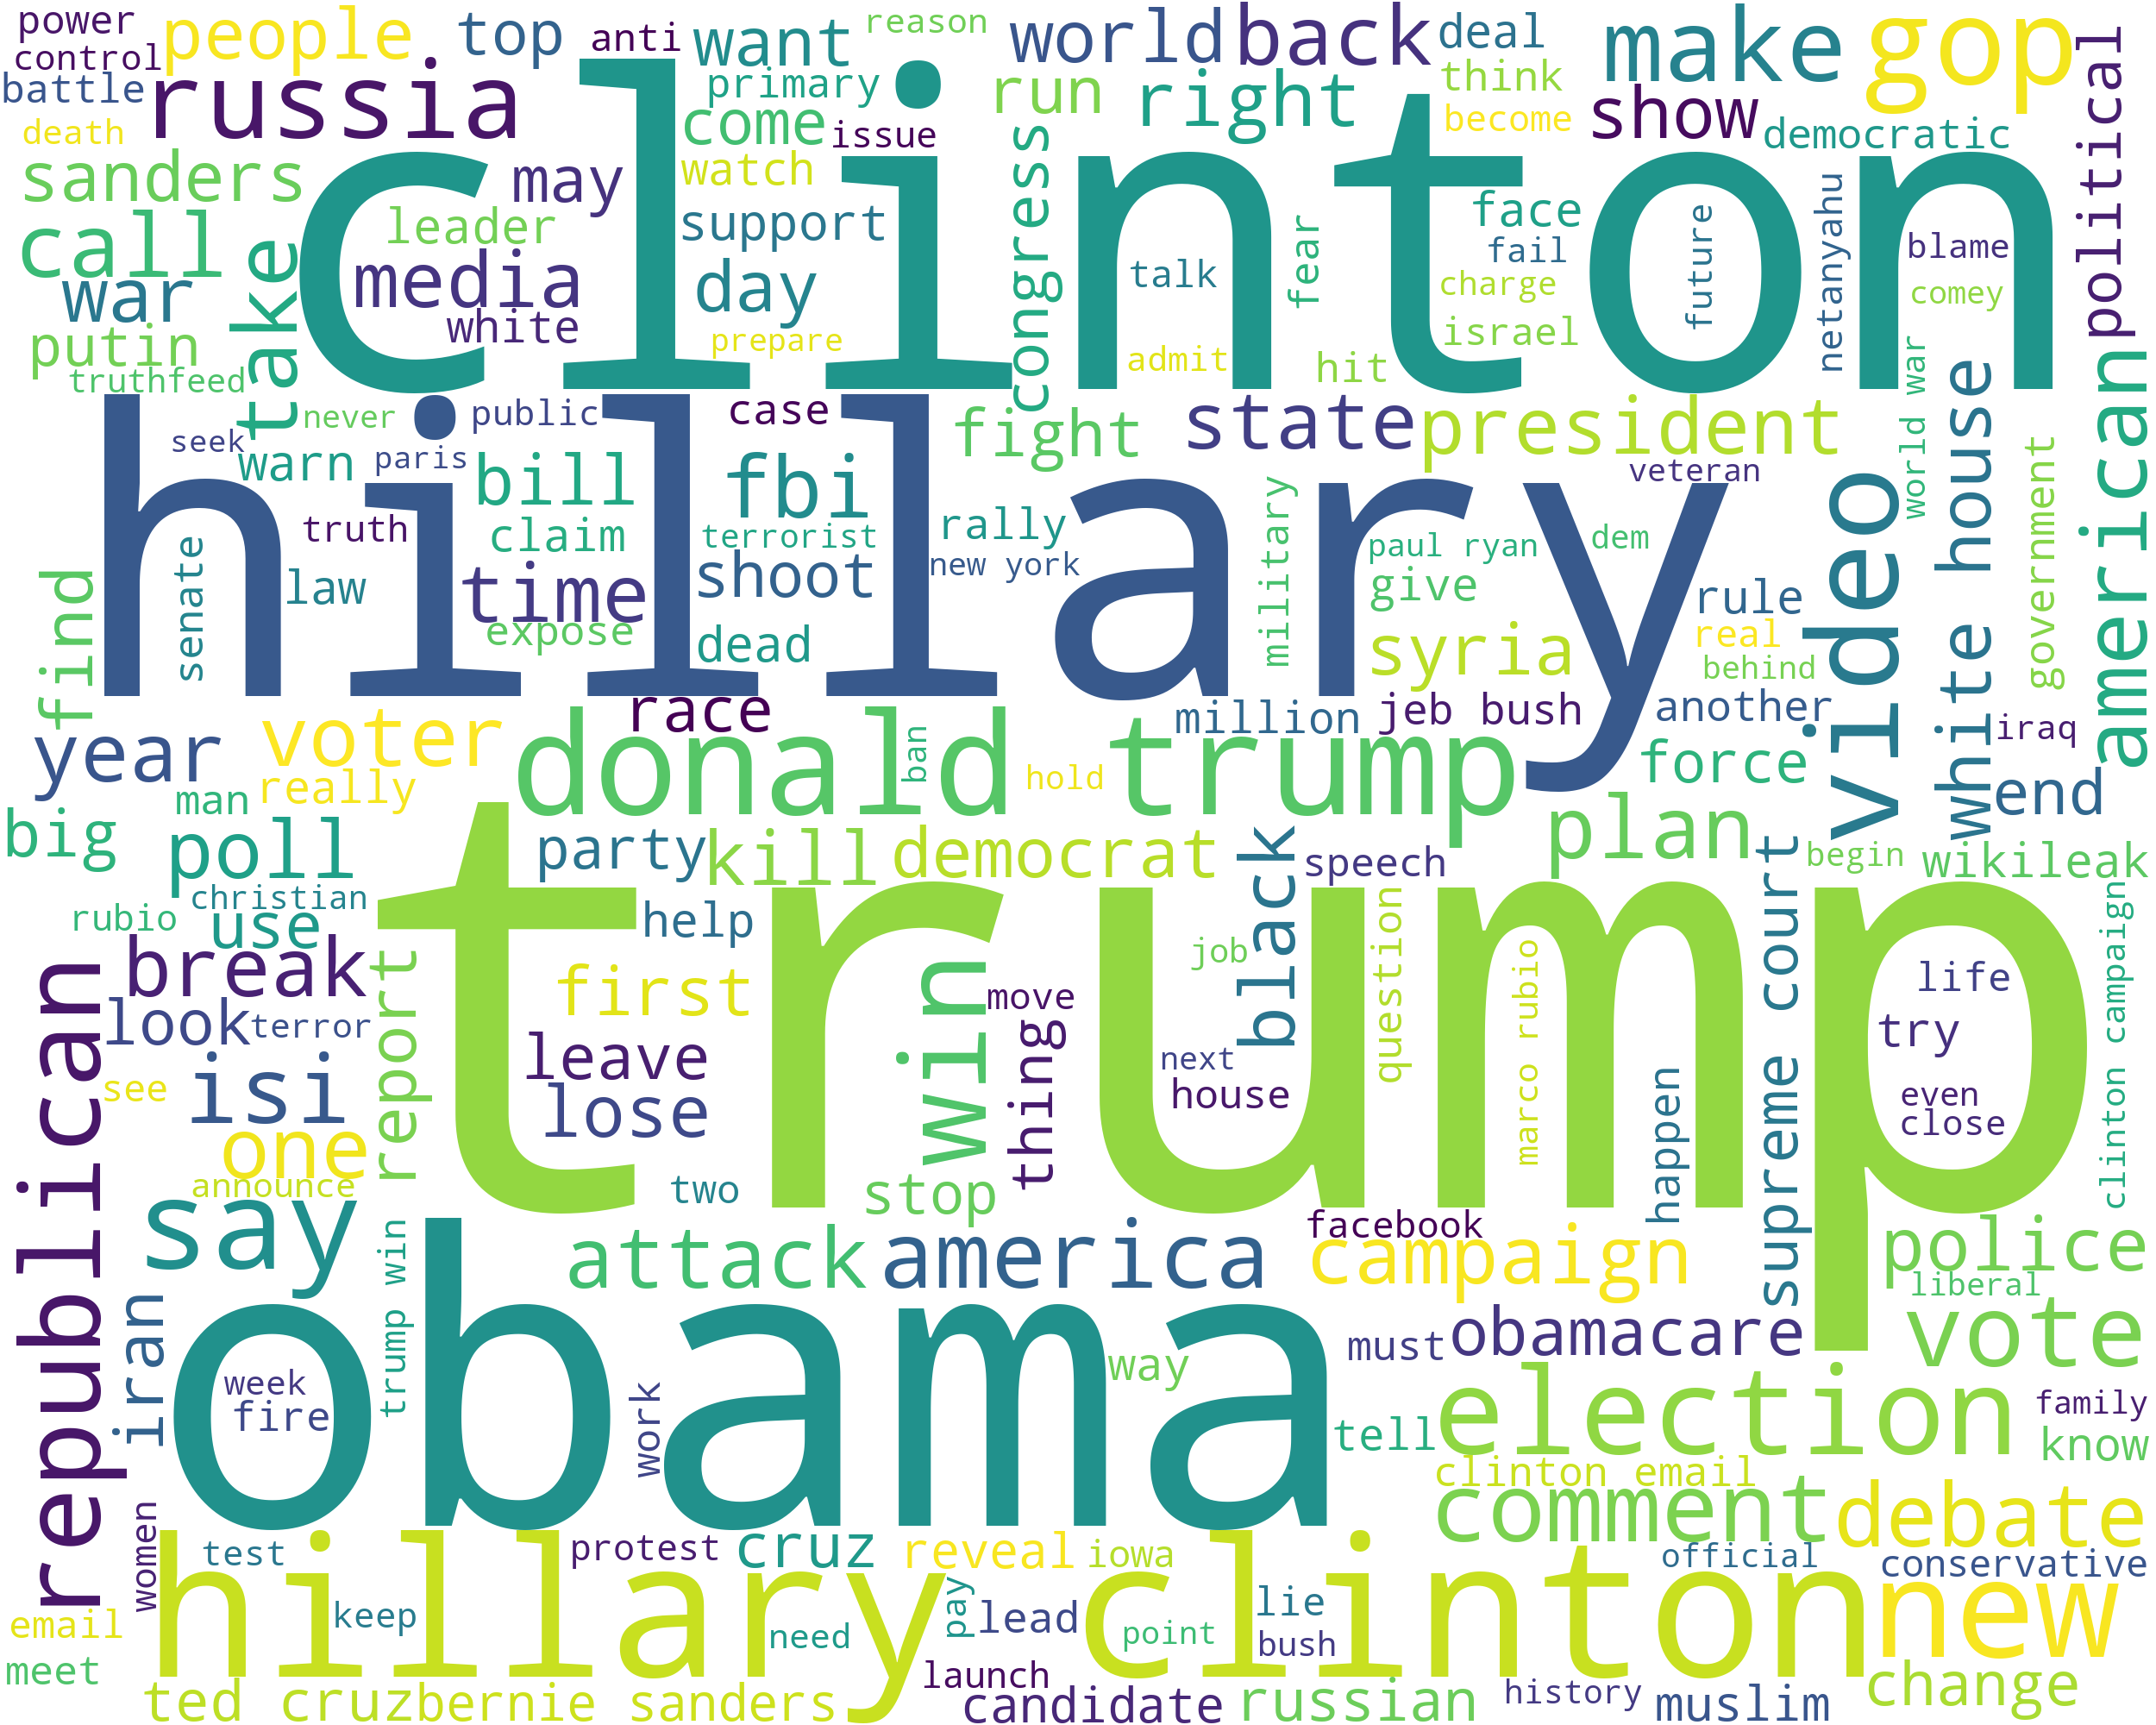 power
people
top
anti
want
reason
world
back
deal
make
gop
control
battle
russia
primary
run
right
think
show
political
death
come
issue
become
democratic
clinton
sanders
may
watch
congress
call
leader
support
face
fail
netanyahu
blame
war
take
media
day
talk
fear
charge
future
comey
putin
white
prepare
admit
hit
israel
truthfeed
american
never
public
case
fight
state
president
world war
white house
seek
warn
paris
bill
fbi
veteran
video
government
hillary
truth
claim
terrorist
rally
military
paul ryan
dem
find
senate
law
time
shoot
new york
give
rule
expose
dead
syria
real
behind
year
voter
race
donald trump
million
jeb bush
another
iraq
really
ban
hold
force
end
man
big
poll
party
kill
democrat
black
speech
plan
begin
wikileak
trump
christian
rubio
use
help
job
question
marco rubio
supreme court
clinton campaign
republican
break
report
first
win
move
life
look
terror
leave
thing
next
try
see
isi
lose
house
happen
even
close
one
announce
two
stop
say
attack
america
facebook
campaign
police
liberal
iran
trump win
obama
must
obamacare
vote
week
fire
work
way
tell
election
family
know
clinton email
comment
debate
women
test
protest
cruz
reveal
iowa
official
conservative
hillary clinton
new
email
keep
need
pay
lead
point
lie
bush
meet
launch
change
ted cruz
bernie sanders
candidate
russian
history
muslim